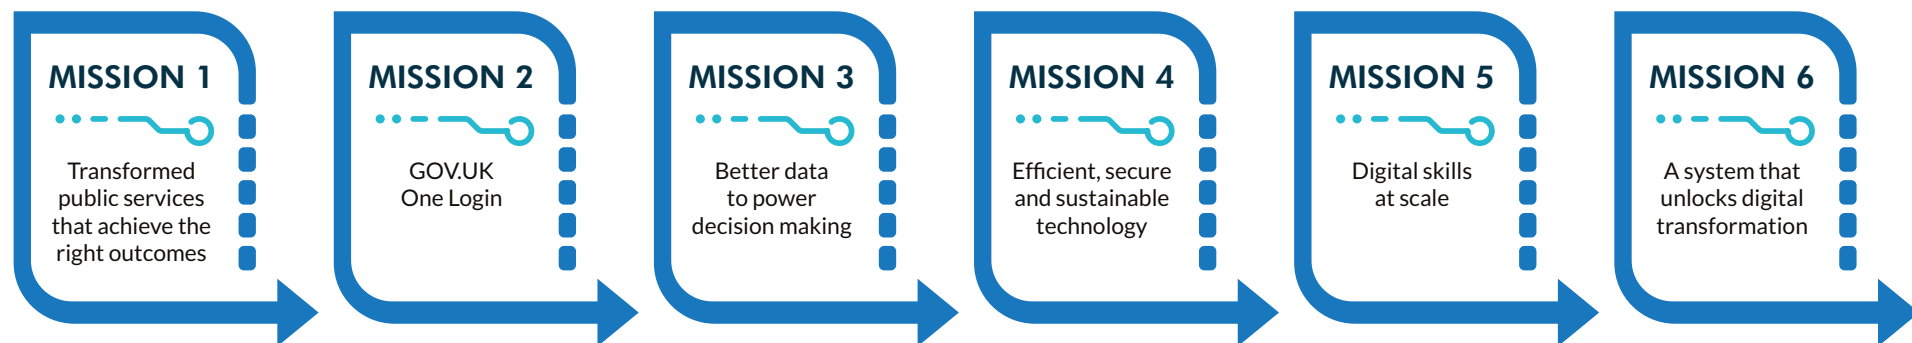 MISSION 1
Transformed
public services
that achieve the
right outcomes
MISSION 2
GOV.UK
One Login
MISSION 3
Better data
to power
decision making
MISSION 4
Efficient, secure
and sustainable
technology
MISSION 5
Digital skills
at scale
MISSION 6
A system that
unlocks digital
transformation